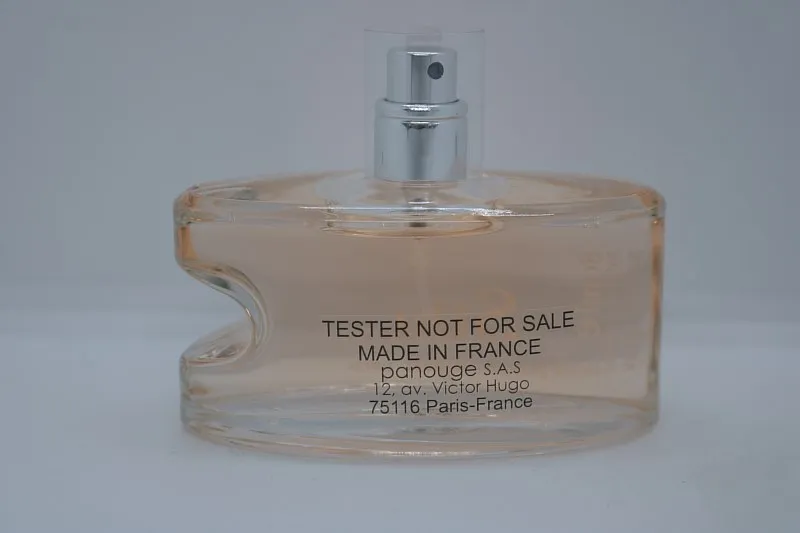 TESTER NOT FOR SALE
MADE IN FRANCE
panouge S.A.S
12, av. Victor Hugo
75116 Paris-France